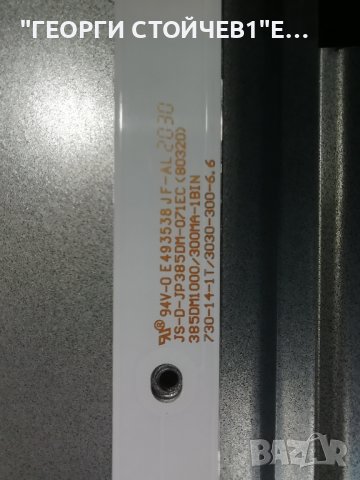 "ГЕОРГИ СТОЙЧЕВ1"Е...
94V-0 E493538 JF-AL 2030
JS-D-JP385DM-071EC (80320)
385DM1000/300MA-1BIN
730-14-1T/3030-300-6.6
BAZAR